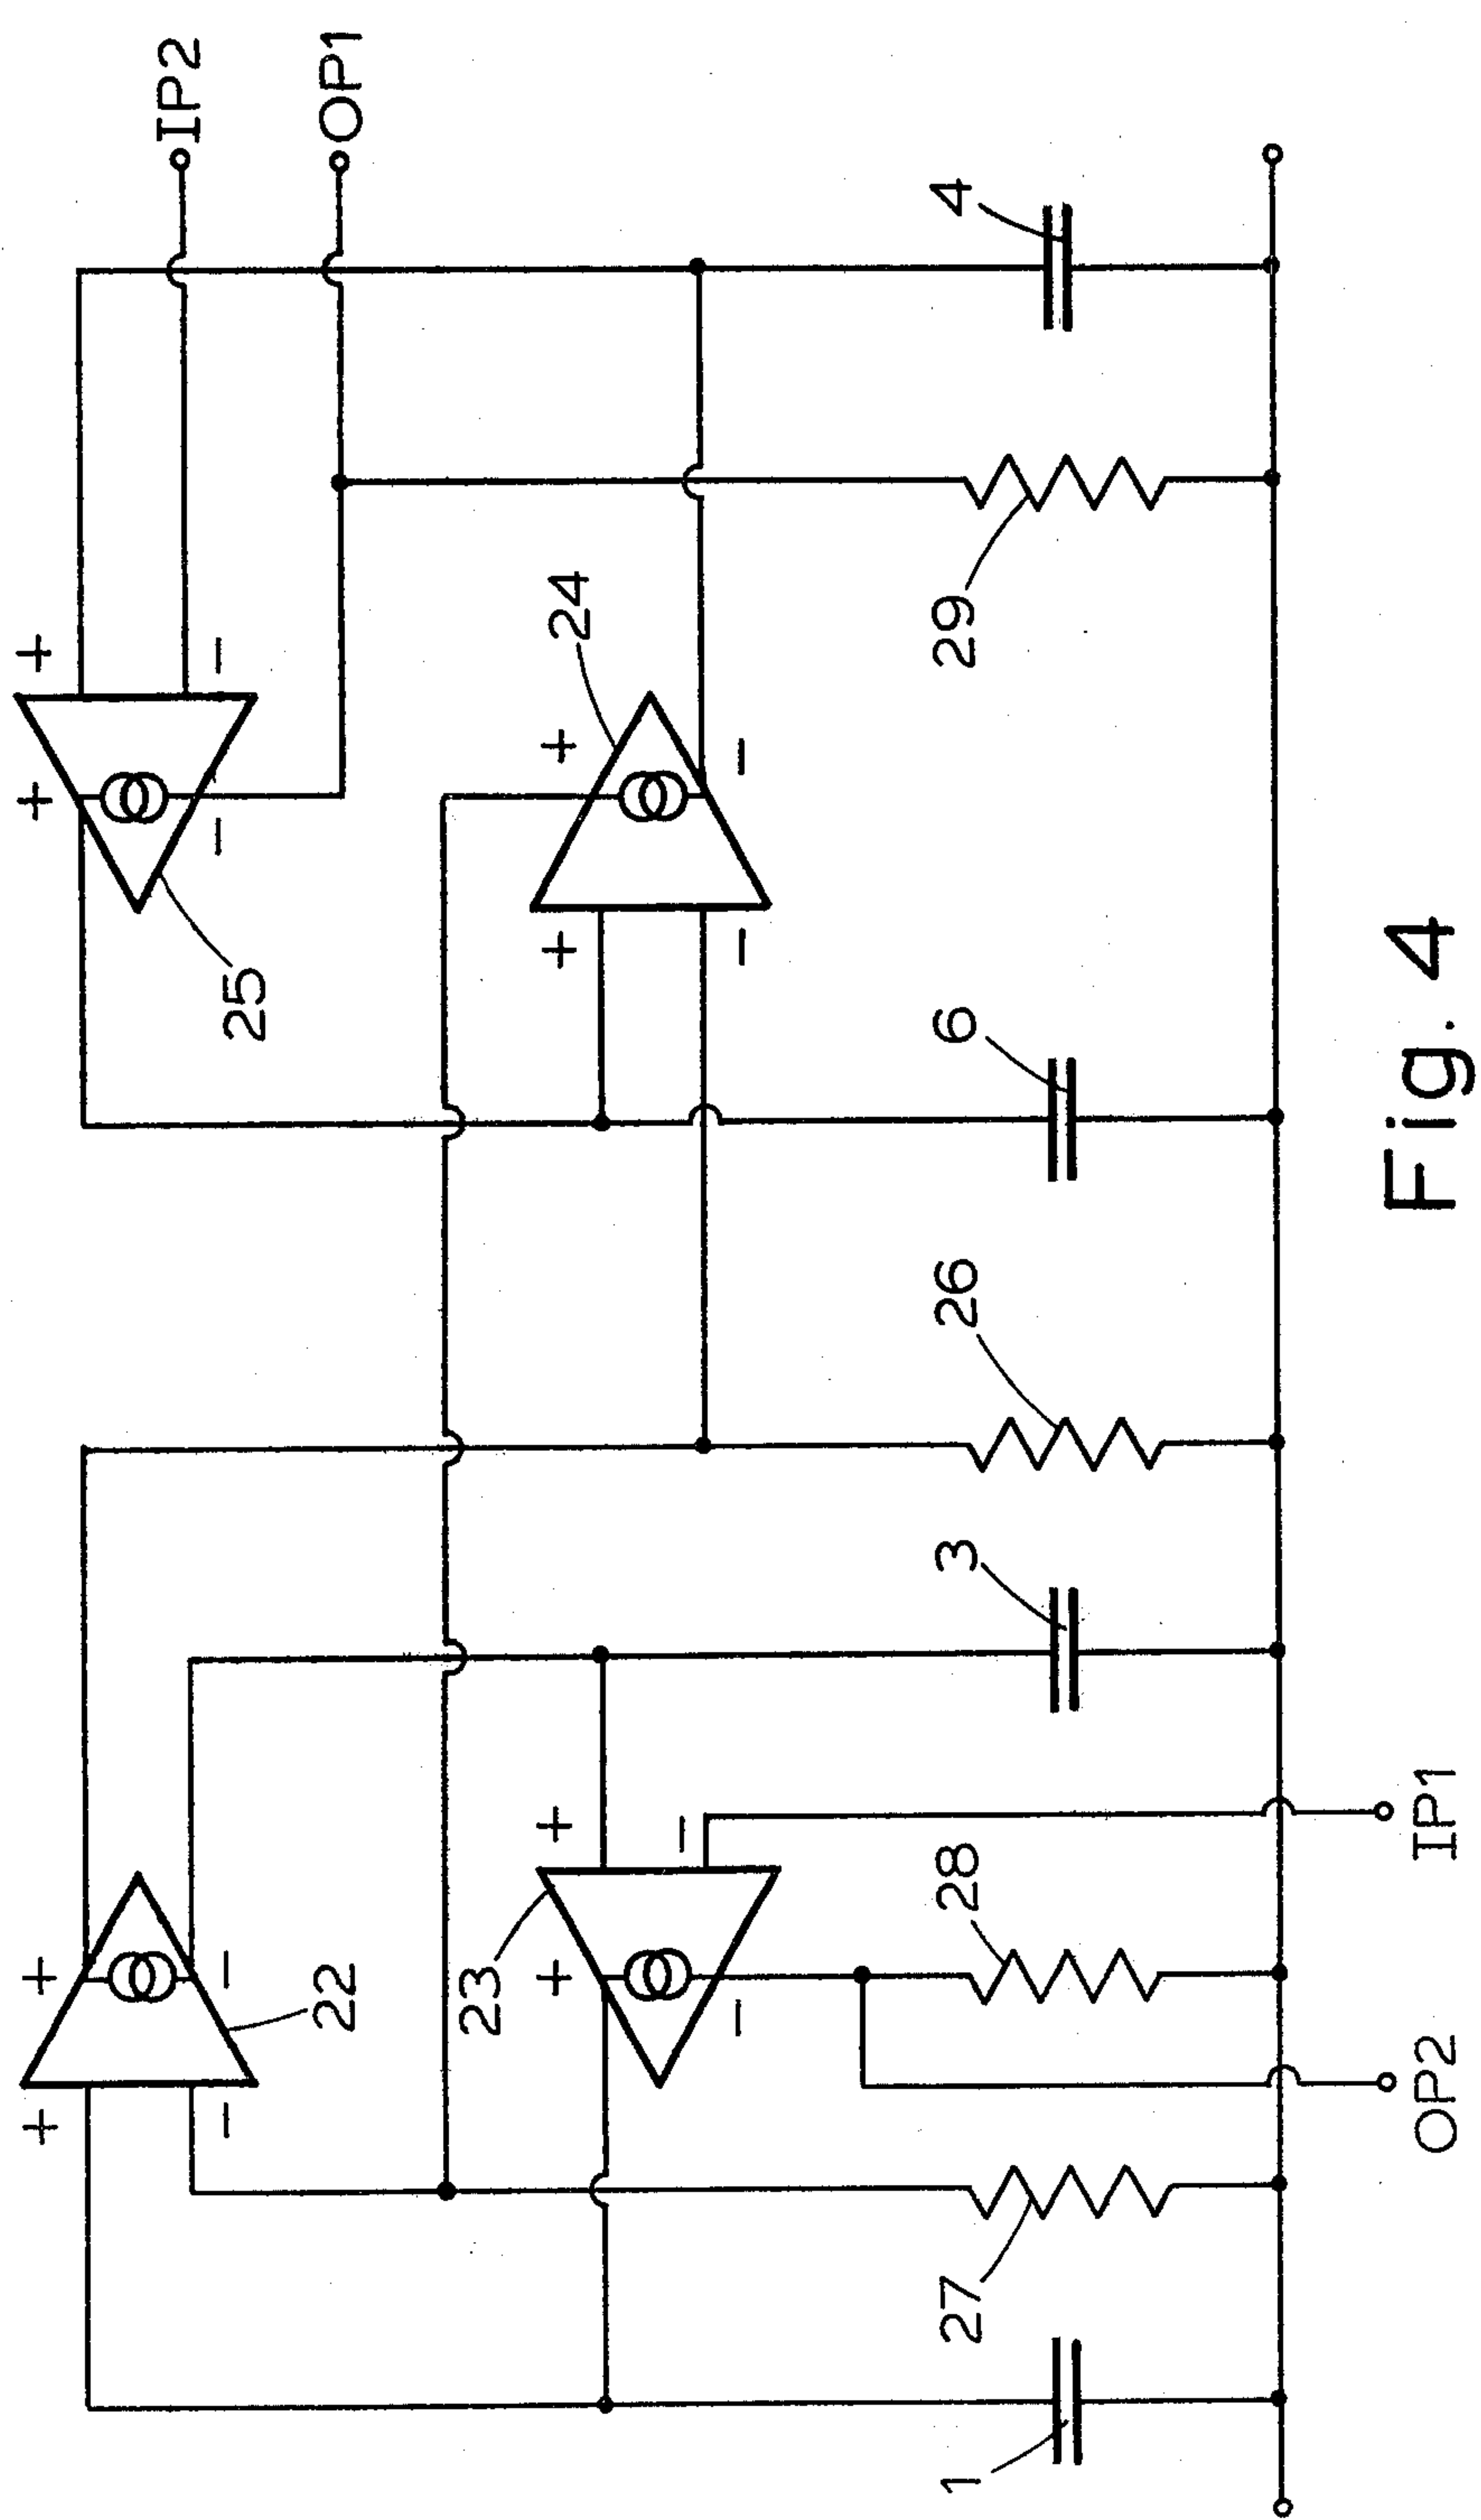 + + + +
22
- -
+ + + +
25
- -
IP2
OP1
23
+ +
- -
+ +
24
- -
1
27
28
3
26
6
29
4
OP2
IP1
Fig. 4